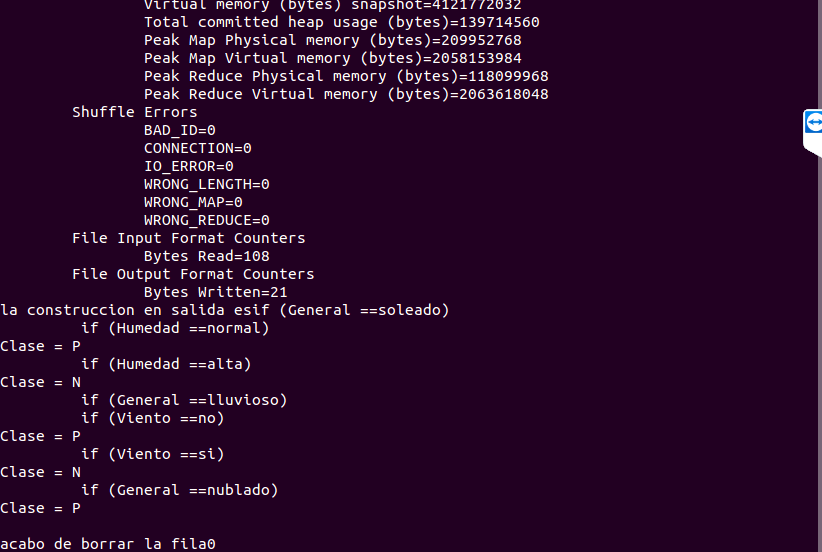 Virtual memory (bytes) snapshot=4121772032
Total committed heap usage (bytes)=139714560
Peak Map Physical memory (bytes)=209952768
Peak Map Virtual memory (bytes)=2058153984
Peak Reduce Physical memory (bytes)=118099968
Peak Reduce Virtual memory (bytes)=2063618048
Shuffle Errors
BAD_ID=0
CONNECTION=0
IO_ERROR=0
WRONG_LENGTH=0
WRONG_MAP=0
WRONG_REDUCE=0
File Input Format Counters
Bytes Read=108
File Output Format Counters
Bytes Written=21
la construccion en salida esif (General ==soleado)
if (Humedad ==normal)
Clase = P
if (Humedad ==alta)
Clase = N
if (General ==lluvioso)
if (Viento ==no)
Clase = P
if (Viento ==si)
Clase = N
if (General ==nublado)
Clase = P
acabo de borrar la fila0